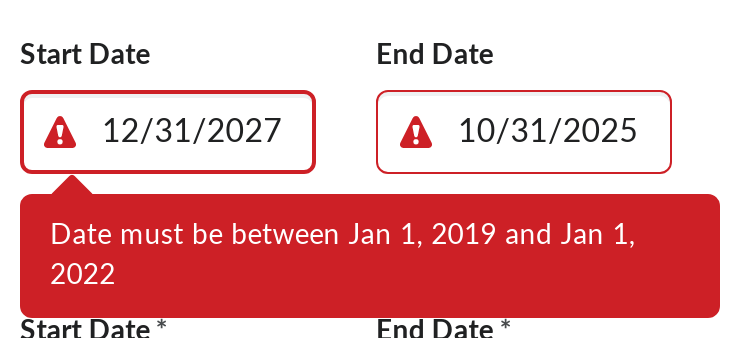 Start Date End Date
12/31/2027 10/31/2025
Date must be between Jan 1, 2019 and Jan 1,
2022
Start Date * End Date *